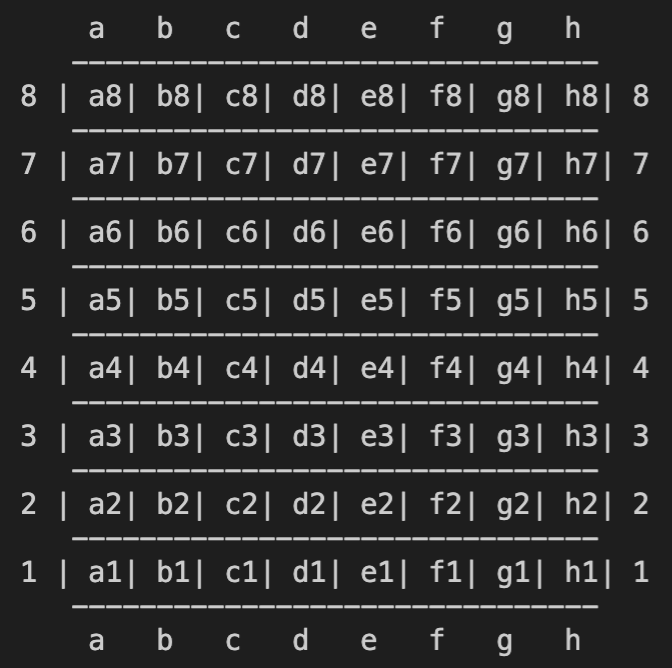 a b c d e f g h
-------------------------------
8 | a8| b8| c8| d8| e8| f8| g8| h8| 8
-------------------------------
7 | a7| b7| c7| d7| e7| f7| g7| h7| 7
-------------------------------
6 | a6| b6| c6| d6| e6| f6| g6| h6| 6
-------------------------------
5 | a5| b5| c5| d5| e5| f5| g5| h5| 5
-------------------------------
4 | a4| b4| c4| d4| e4| f4| g4| h4| 4
-------------------------------
3 | a3| b3| c3| d3| e3| f3| g3| h3| 3
-------------------------------
2 | a2| b2| c2| d2| e2| f2| g2| h2| 2
-------------------------------
1 | a1| b1| c1| d1| e1| f1| g1| h1| 1
-------------------------------
a b c d e f g h